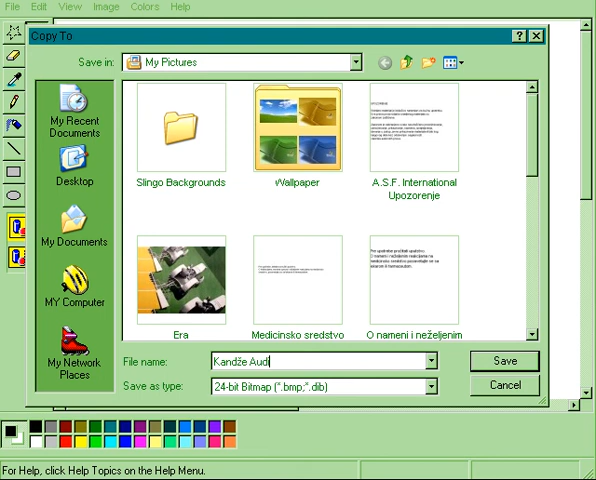 File Edit View Image Colors Help
Copy To
Save in: My Pictures
My Recent
Documents
Desktop
My Documents
MY Computer
My Network
Places
Slingo Backgrounds
Wallpaper
A.S.F. International
Upozorenje
Era
Medicinsko sredstvo
O nameni i neželjenim
File name: Kandže Audi
Save
Save as type: 24-bit Bitmap (*.bmp;*.dib)
Cancel
For Help, click Help Topics on the Help Menu.